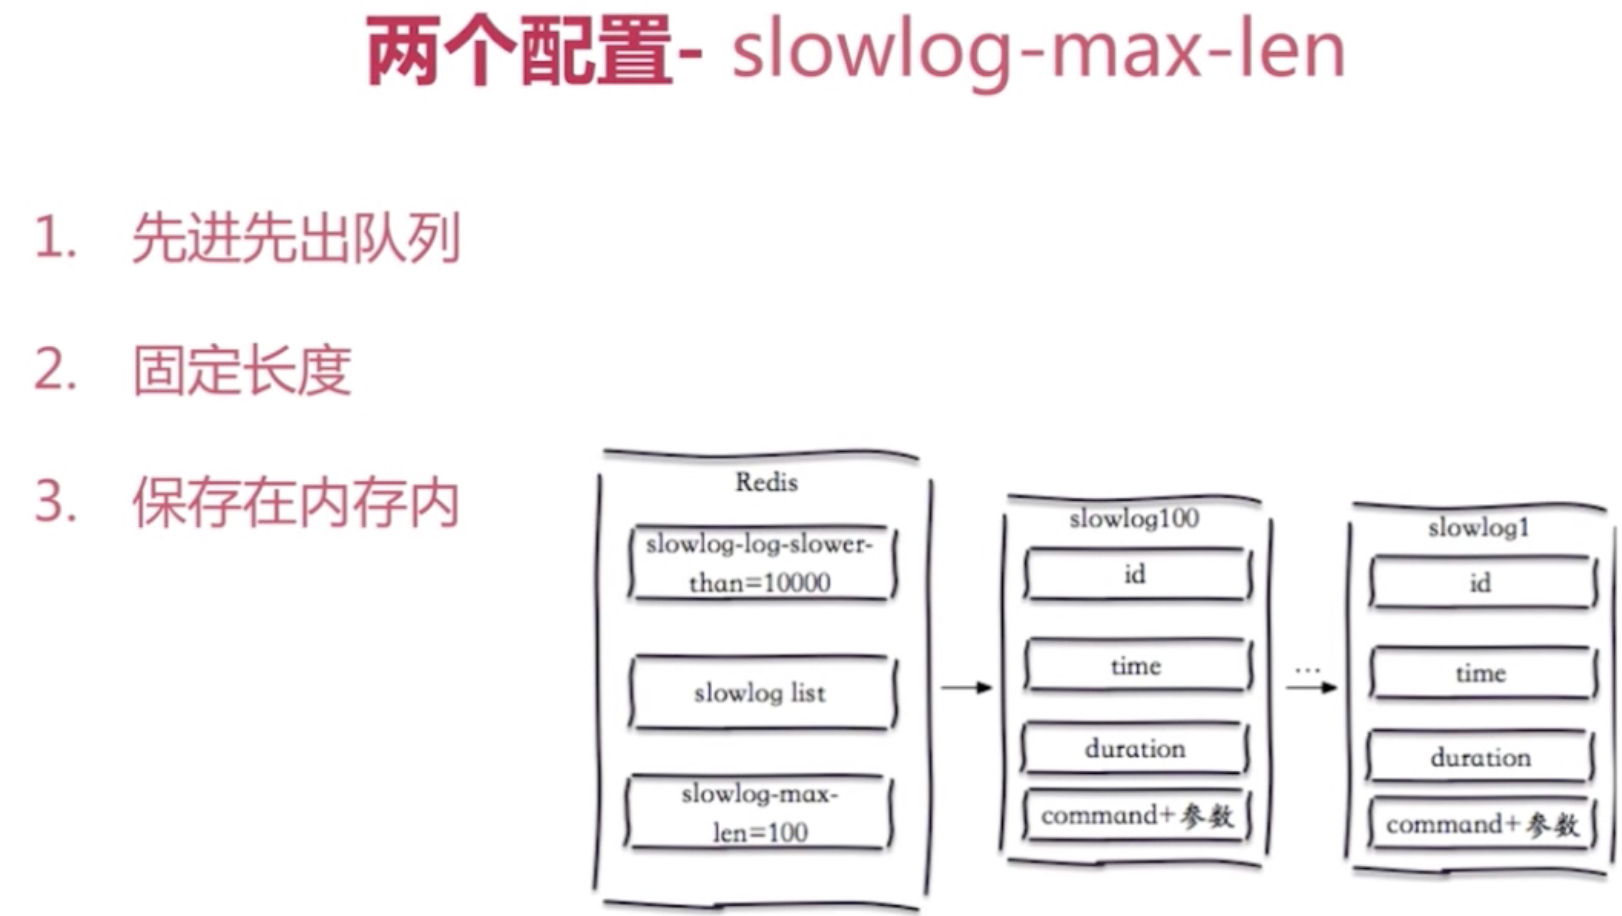 两个配置- slowlog-max-len
1. 先进先出队列
2. 固定长度
3. 保存在内存内
Redis
slowlog-log-slower-
than=10000
slowlog list
slowlog-max-
len=100
slowlog100
id
time
duration
command+参数
...
slowlog1
id
time
duration
command+参数